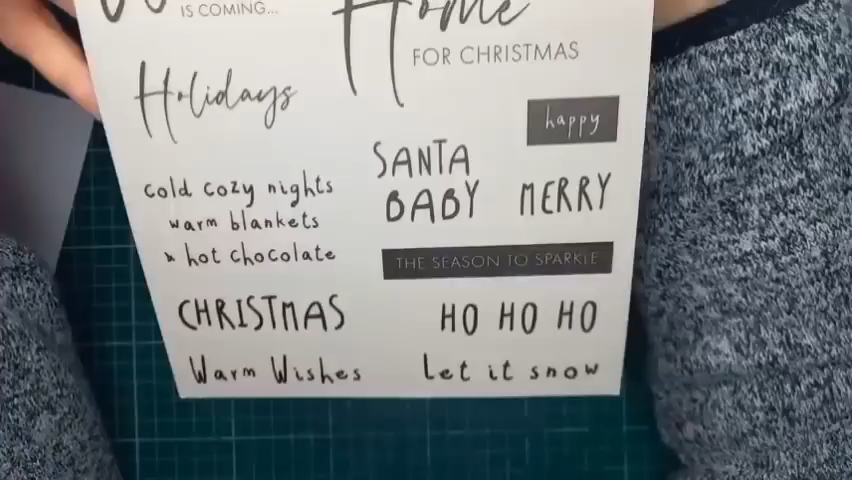 IS COMING...
Home
FOR CHRISTMAS
Holidays
happy
SANTA
BABY
MERRY
cold cozy nights
warm blankets
& hot chocolate
THE SEASON TO SPARKLE
CHRISTMAS
HO HO HO
Warm Wishes
Let it snow